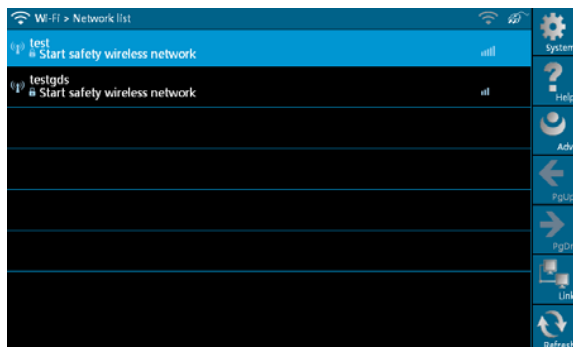 Wi-Fi > Network list
test
Start safety wireless network
testgds
Start safety wireless network
System
Help
Adv
PgUp
PgDn
Link
Refresh